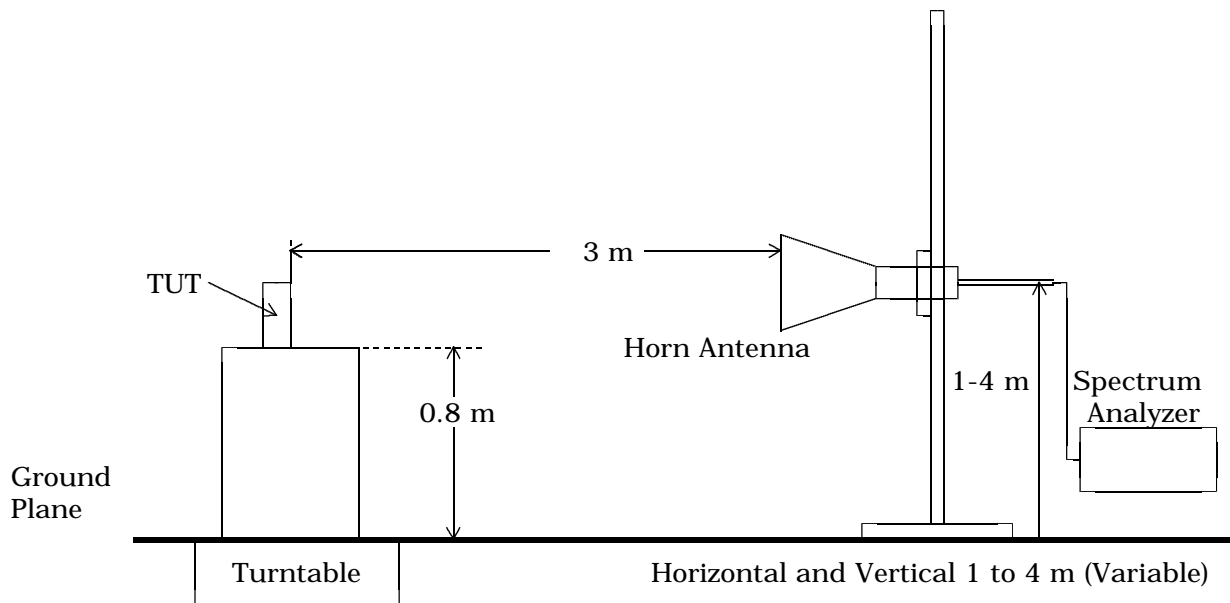 3 m
TUT
Horn Antenna
1-4 m
Spectrum
Analyzer
0.8 m
Ground
Plane
Turntable
Horizontal and Vertical 1 to 4 m (Variable)